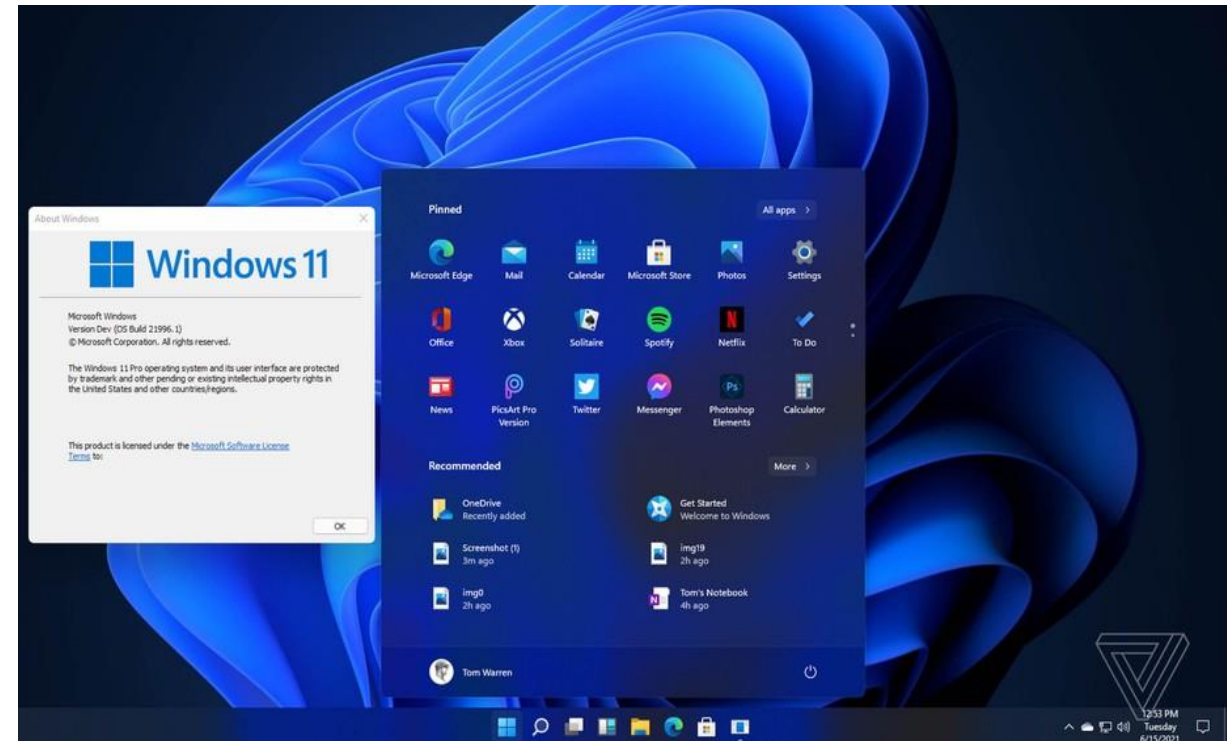 About Windows
Windows 11
Microsoft Windows
Version Dev (OS Build 21996.1)
© Microsoft Corporation. All rights reserved.
The Windows 11 Pro operating system and its user interface are protected
by trademark and other pending or existing intellectual property rights in
the United States and other countries/regions.
This product is licensed under the Microsoft Software License
Terms to:
OK
Pinned
All apps >
Microsoft Edge
Mail
Calendar
Microsoft Store
Photos
Settings
Office
Xbox
Solitaire
Spotify
Netflix
To Do
News
PicsArt Pro
Version
Twitter
Messenger
Photoshop
Elements
Calculator
Recommended
More >
OneDrive
Recently added
Get Started
Welcome to Windows
Screenshot (1)
3m ago
img19
2h ago
img0
2h ago
Tom's Notebook
4h ago
Tom Warren
12:53 PM
Tuesday
6/15/2021